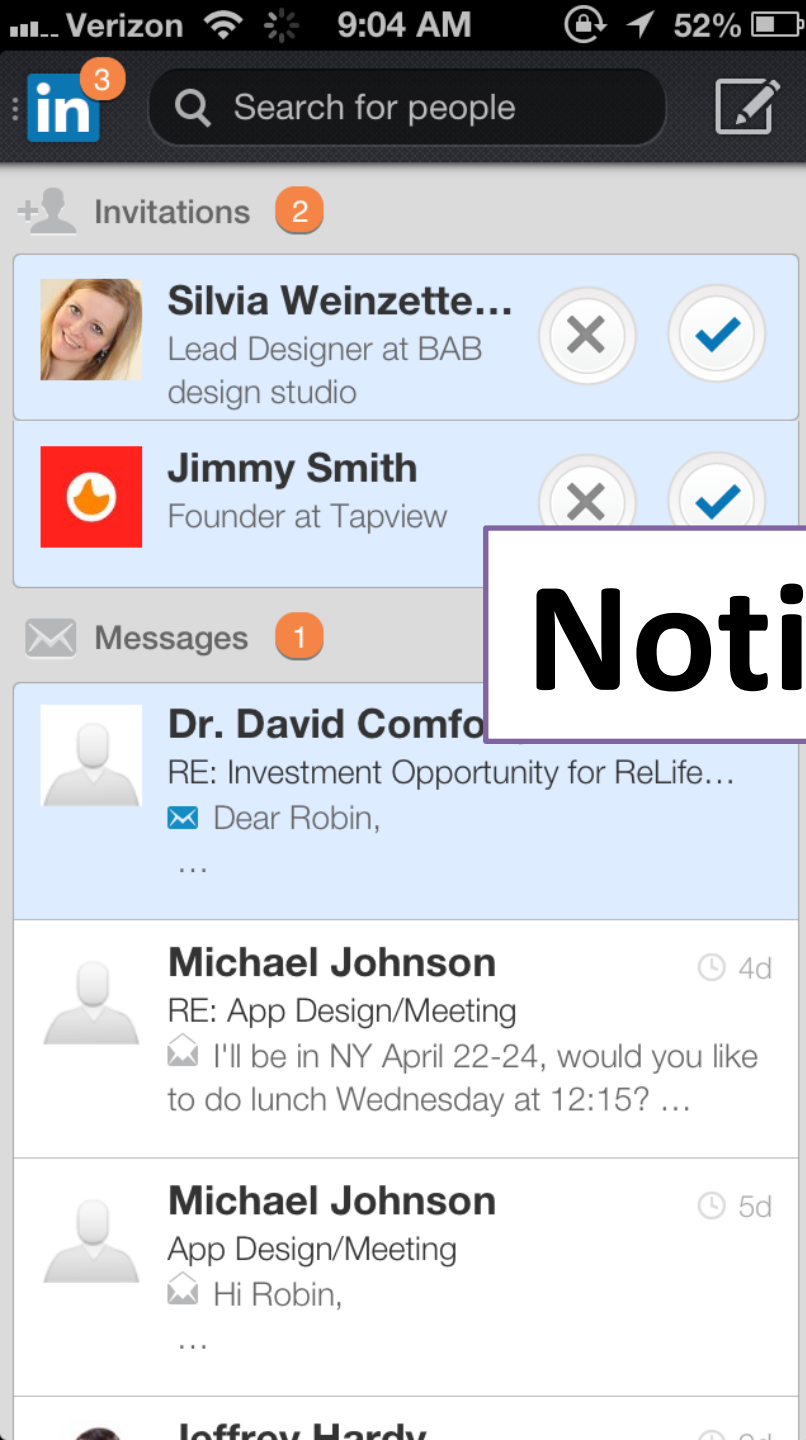 Verizon 9:04 AM 52%
in 3 Search for people
Invitations 2
Silvia Weinzette...
Lead Designer at BAB
design studio
Jimmy Smith
Founder at Tapview
Noti
Messages 1
Dr. David Comfo
RE: Investment Opportunity for ReLife...
Dear Robin,
...
Michael Johnson 4d
RE: App Design/Meeting
I'll be in NY April 22-24, would you like
to do lunch Wednesday at 12:15? ...
Michael Johnson 5d
App Design/Meeting
Hi Robin,
...
Jeffrey Hardy